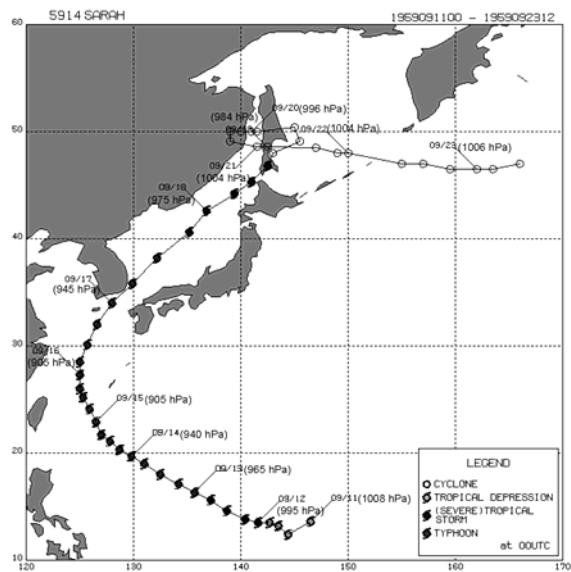 5914 SARAH 1959091100 - 1959092312
60
50
40
30
20
10
120 130 140 150 160 170
09/20(996 hPa)
(984 hPa)
09/19
09/22(1004 hPa)
09/23(1006 hPa)
09/21
(1004 hPa)
09/18
(975 hPa)
09/17
(945 hPa)
09/16
(905 hPa)
09/15(905 hPa)
09/14(940 hPa)
09/13(965 hPa)
09/12
(995 hPa)
09/11(1008 hPa)
LEGEND
CYCLONE
TROPICAL DEPRESSION
(SEVERE)TROPICAL
STORM
TYPHOON
at 00UTC